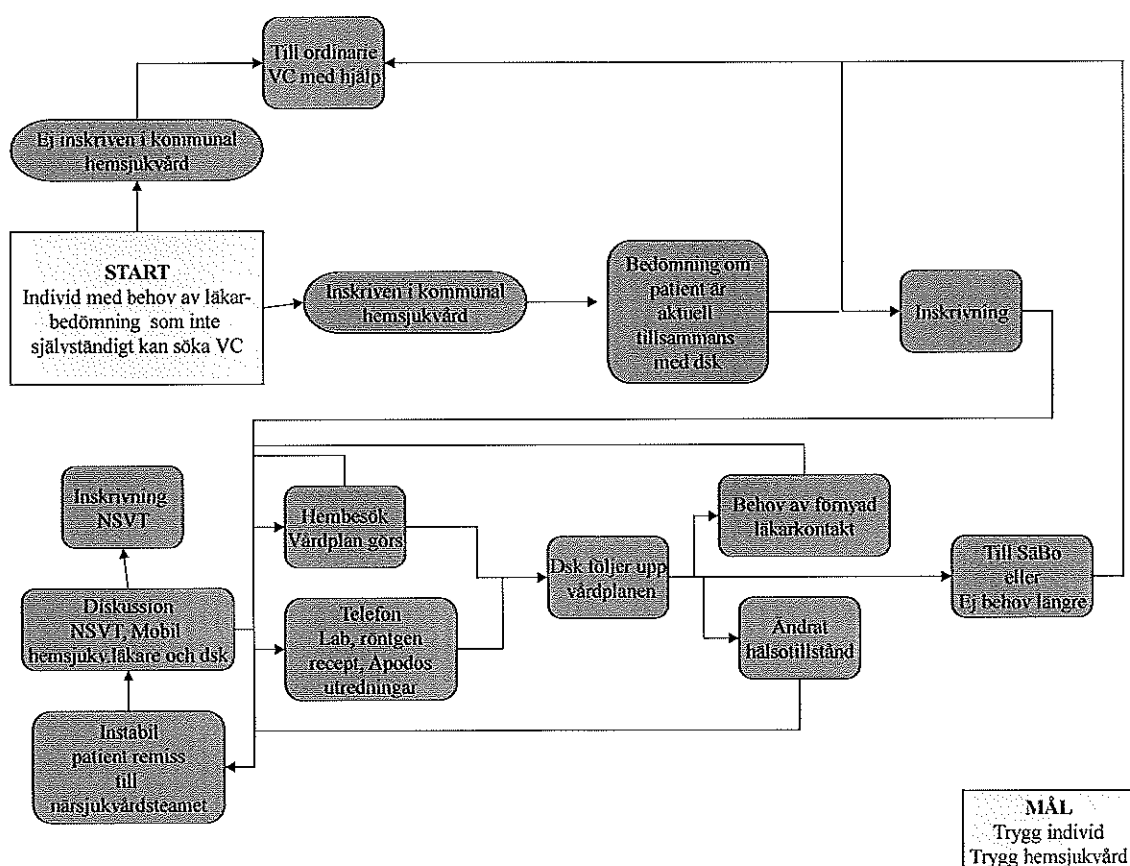 Till ordinarie
VC med hjälp
Ej inskriven i kommunal
hemsjukvård
START
Individ med behov av läkar-
bedömning som inte
självständigt kan söka VC
Inskriven i kommunal
hemsjukvård
Bedömning om
patient är
aktuell
tillsammans
med dsk
Inskrivning
Inskrivning
NSVT
Hembesök
Vårdplan görs
Behov av förnyad
läkarkontakt
Dsk följer upp
vårdplanen
Till SäBo
eller
Ej behov längre
Diskussion
NSVT, Mobil
hemsjukv.läkare och dsk
Telefon
Lab, röntgen
recept, Apodos
utredningar
Ändrat
hälsotillstånd
Instabil
patient remiss
till
närsjukvårdsteamet
MÅL
Trygg individ
Trygg hemsjukvård